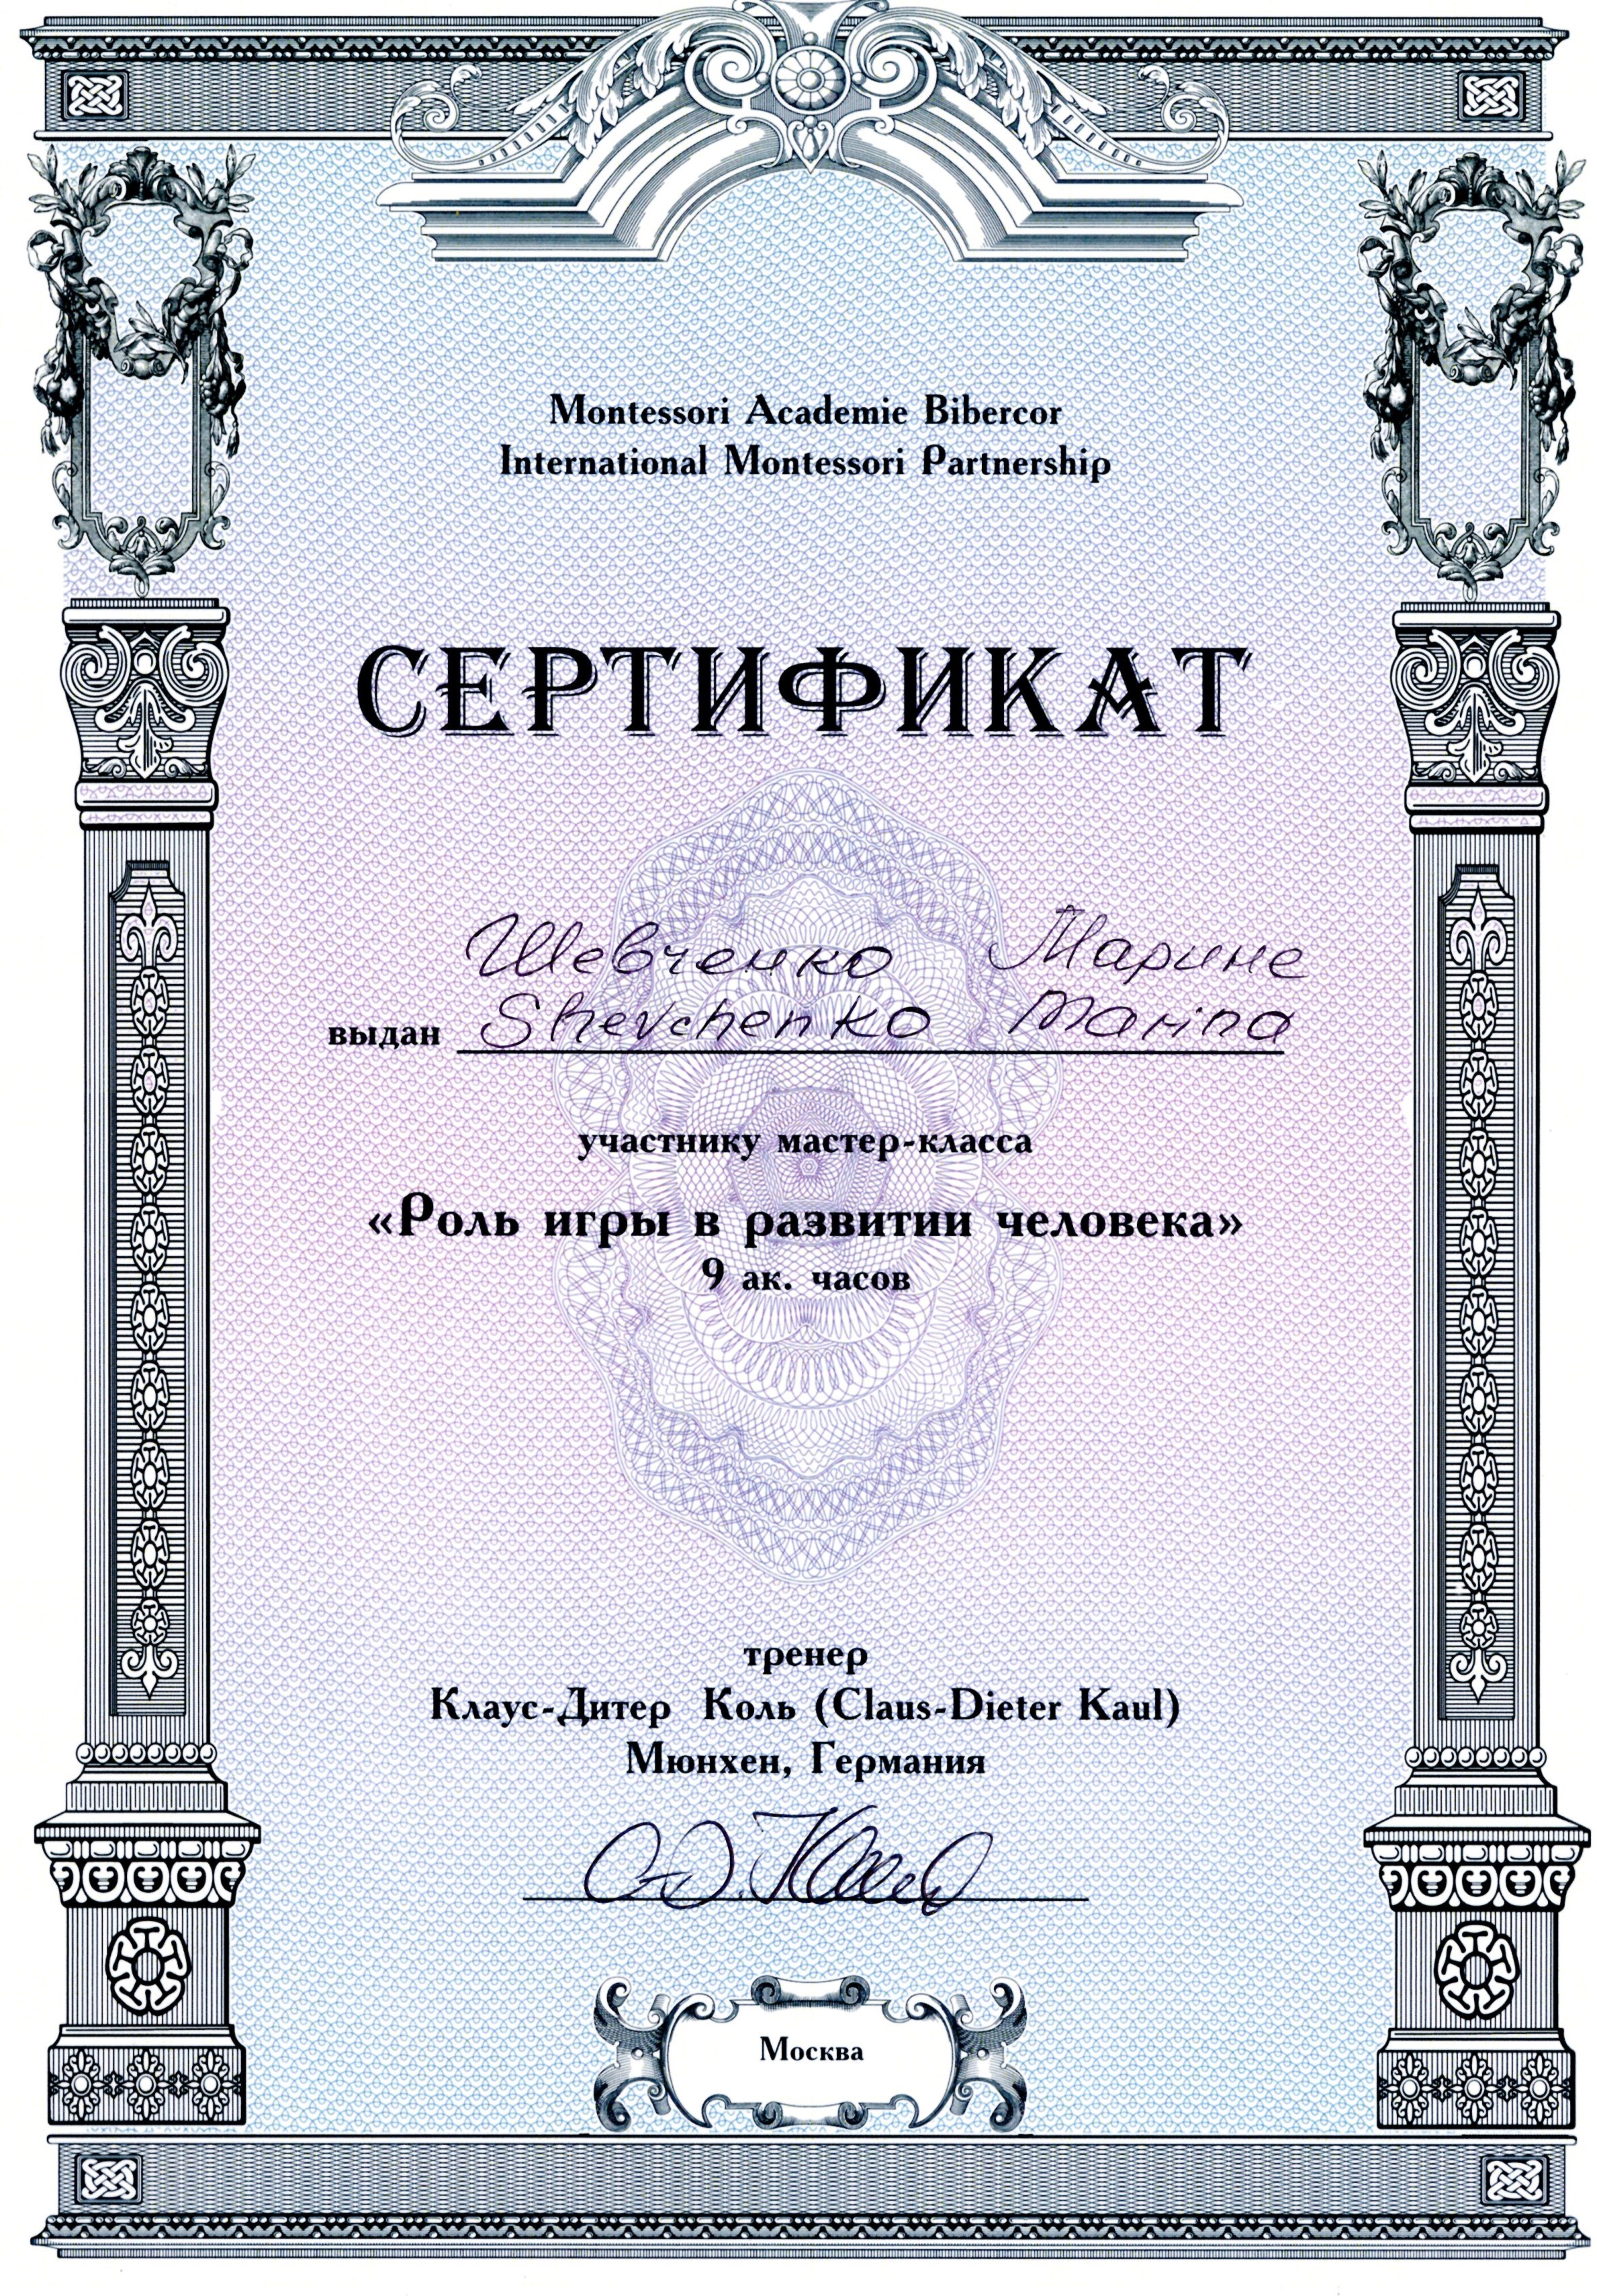 Montessori Academie Bibercor
International Montessori Partnership
СЕРТИФИКАТ
Шевченко Марине
выдан Shevchenko Marina
участнику мастер-класса
«Роль игры в развитии человека»
9 ак. часов
тренер
Клаус-Дитер Коль (Claus-Dieter Kaul)
Мюнхен, Германия
Москва